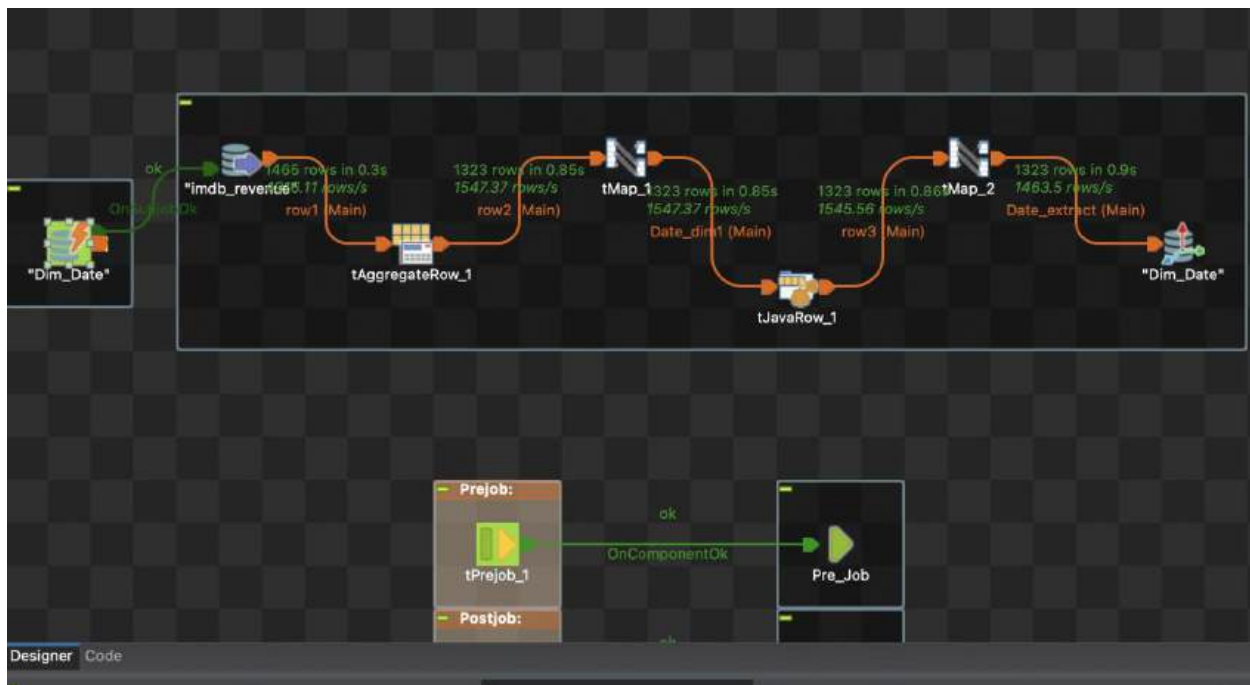 ok
1465 rows in 0.3s
"imdb_revenue"
row1 (Main)
OnSubjobOk
"Dim_Date"
tAggregateRow_1
1323 rows in 0.85s
1547.37 rows/s
row2 (Main)
tMap_1
1323 rows in 0.85s
1547.37 rows/s
Date_dim1 (Main)
tJavaRow_1
1323 rows in 0.86s
1545.56 rows/s
row3 (Main)
tMap_2
1323 rows in 0.9s
1463.5 rows/s
Date_extract (Main)
"Dim_Date"
Prejob:
tPrejob_1
ok
OnComponentOk
Pre_Job
Postjob:
ok
Designer Code